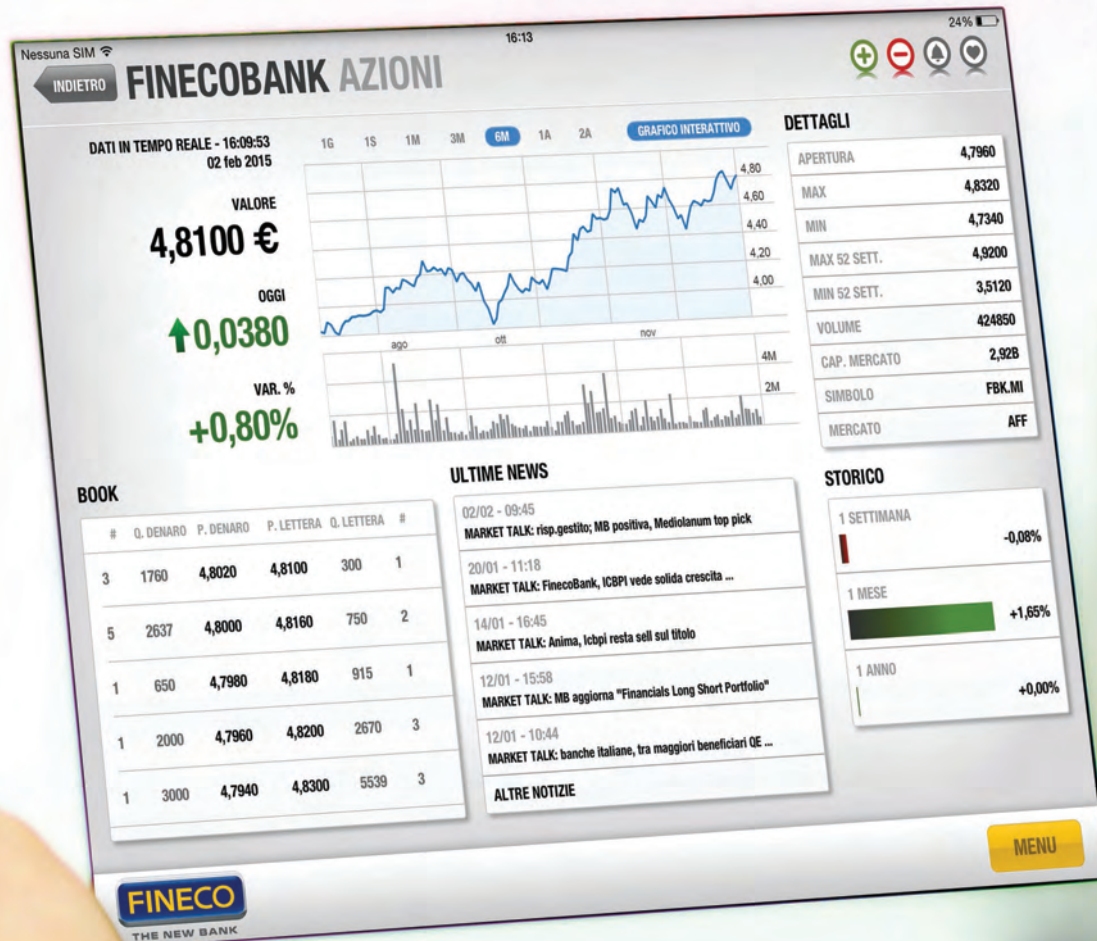 Nessuna SIM
16:13
24%
INDIETRO
FINECOBANK AZIONI
DATI IN TEMPO REALE - 16:09:53
02 feb 2015
VALORE
4,8100 €
OGGI
0,0380
VAR. %
+0,80%
1G 1S 1M 3M 6M 1A 2A GRAFICO INTERATTIVO
4,80
4,60
4,40
4,20
4,00
ago ott nov
4M
2M
DETTAGLI
APERTURA 4,7960
MAX 4,8320
MIN 4,7340
MAX 52 SETT. 4,9200
MIN 52 SETT. 3,5120
VOLUME 424850
CAP. MERCATO 2,92B
SIMBOLO FBK.MI
MERCATO AFF
BOOK
# Q. DENARO P. DENARO P. LETTERA Q. LETTERA #
3 1760 4,8020 4,8100 300 1
5 2637 4,8000 4,8160 750 2
1 650 4,7980 4,8180 915 1
1 2000 4,7960 4,8200 2670 3
1 3000 4,7940 4,8300 5539 3
ULTIME NEWS
02/02 - 09:45
MARKET TALK: risp.gestito; MB positiva, Mediolanum top pick
20/01 - 11:18
MARKET TALK: FinecoBank, ICBPI vede solida crescita ...
14/01 - 16:45
MARKET TALK: Anima, Icbpi resta sell sul titolo
12/01 - 15:58
MARKET TALK: MB aggiorna "Financials Long Short Portfolio"
12/01 - 10:44
MARKET TALK: banche italiane, tra maggiori beneficiari QE ...
ALTRE NOTIZIE
STORICO
1 SETTIMANA
-0,08%
1 MESE
+1,65%
1 ANNO
+0,00%
MENU
FINECO
THE NEW BANK